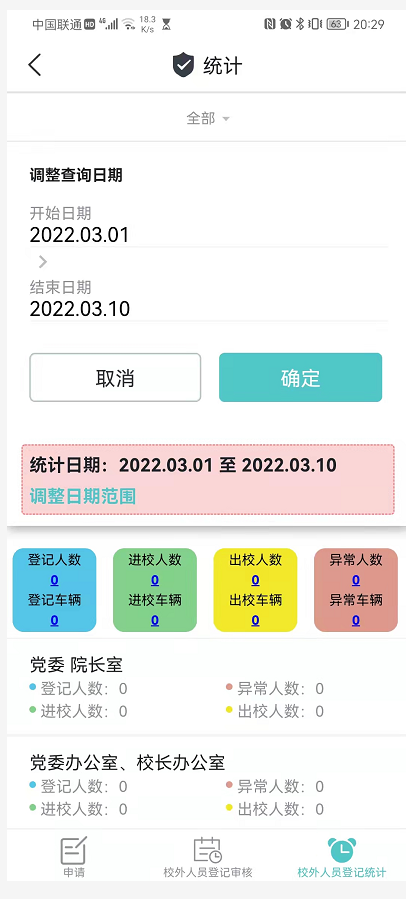 中国联通 HD 4G 18.3 K/s 63 20:29
统计
全部
调整查询日期
开始日期
2022.03.01
结束日期
2022.03.10
取消 确定
统计日期：2022.03.01 至 2022.03.10
调整日期范围
登记人数 进校人数 出校人数 异常人数
0 0 0 0
登记车辆 进校车辆 出校车辆 异常车辆
0 0 0 0
党委 院长室
登记人数：0 异常人数：0
进校人数：0 出校人数：0
党委办公室、校长办公室
登记人数：0 异常人数：0
进校人数：0 出校人数：0
申请 校外人员登记审核 校外人员登记统计